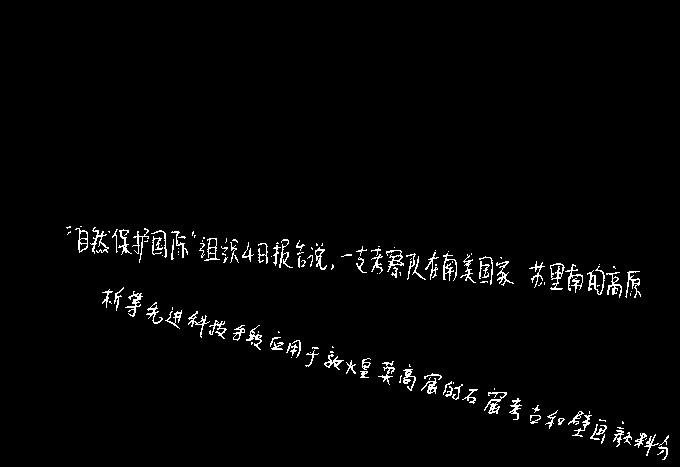 “自然保护国际”组织4日报告说,一支考察队在南美国家 苏里南的高原
析等先进科技手段应用于敦煌莫高窟的石窟考古和壁画颜料分